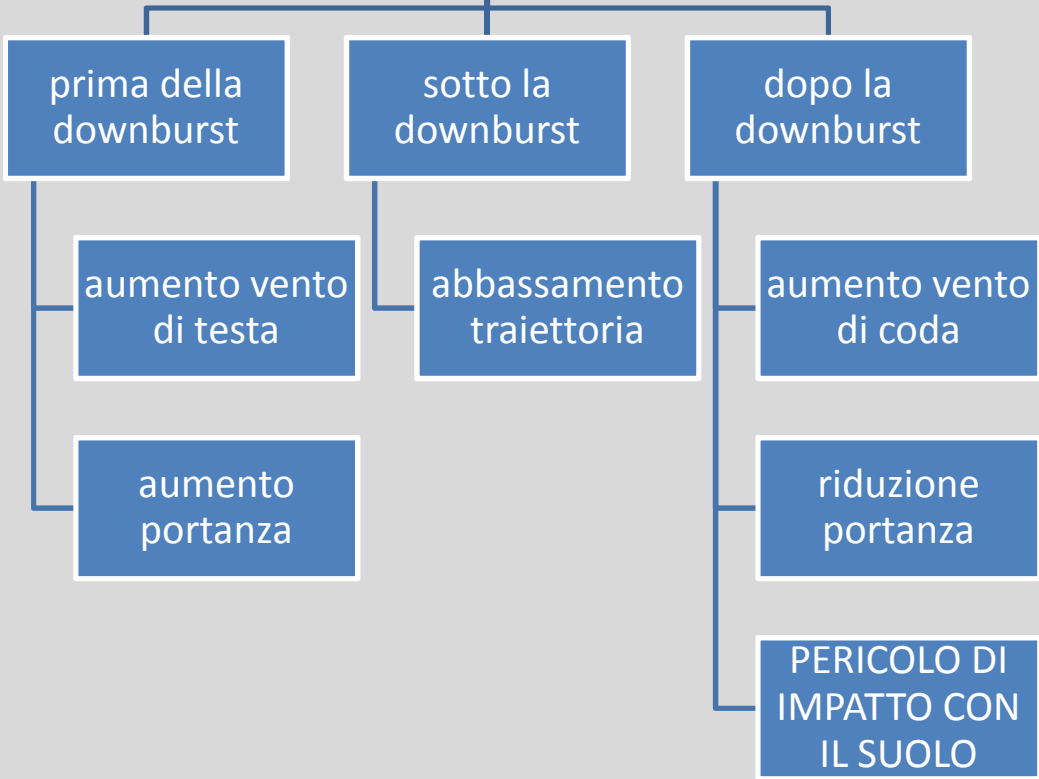 prima della
downburst
sotto la
downburst
dopo la
downburst
aumento vento
di testa
abbassamento
traiettoria
aumento vento
di coda
aumento
portanza
riduzione
portanza
PERICOLO DI
IMPATTO CON
IL SUOLO